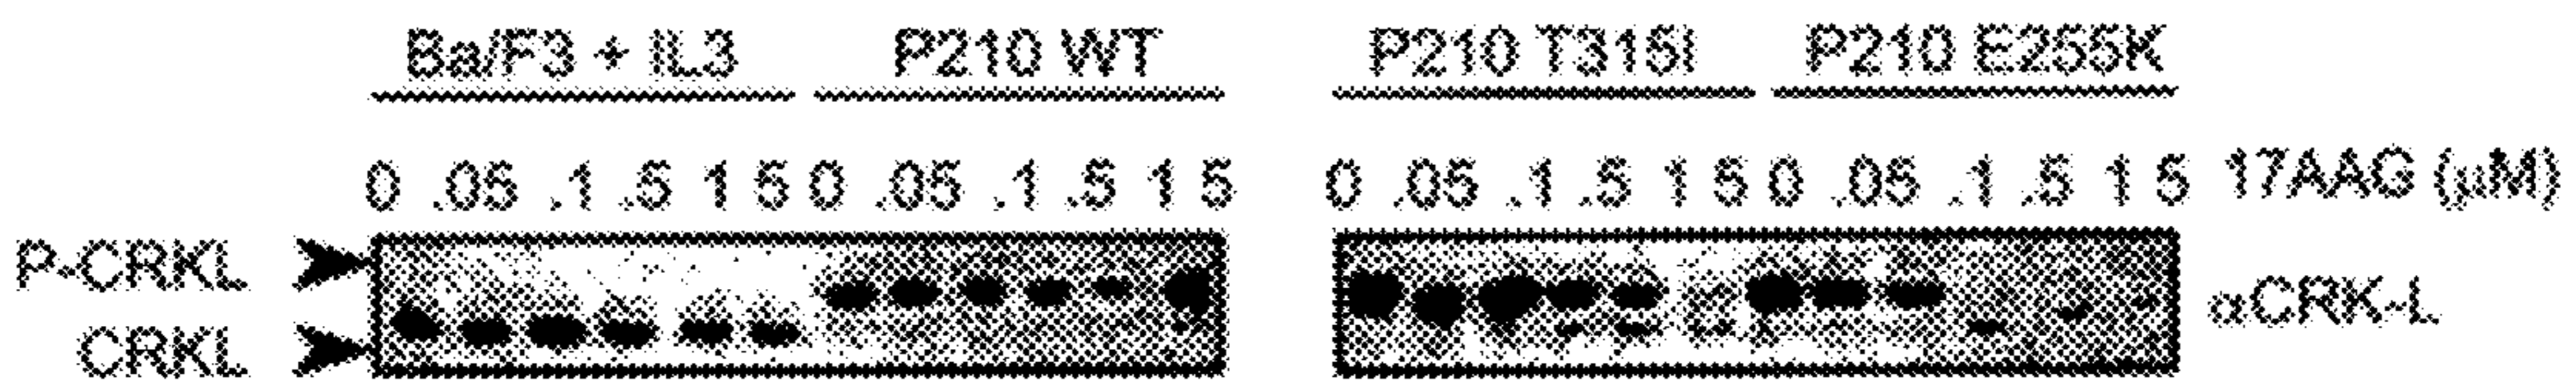 Ba/F3 + IL3 P210 WT P210 T315I P210 E255K
0 .05 .1 .5 1 5 0 .05 .1 .5 1 5 0 .05 .1 .5 1 5 0 .05 .1 .5 1 5 17AAG (μM)
P-CRKL
αCRK-L
CRKL